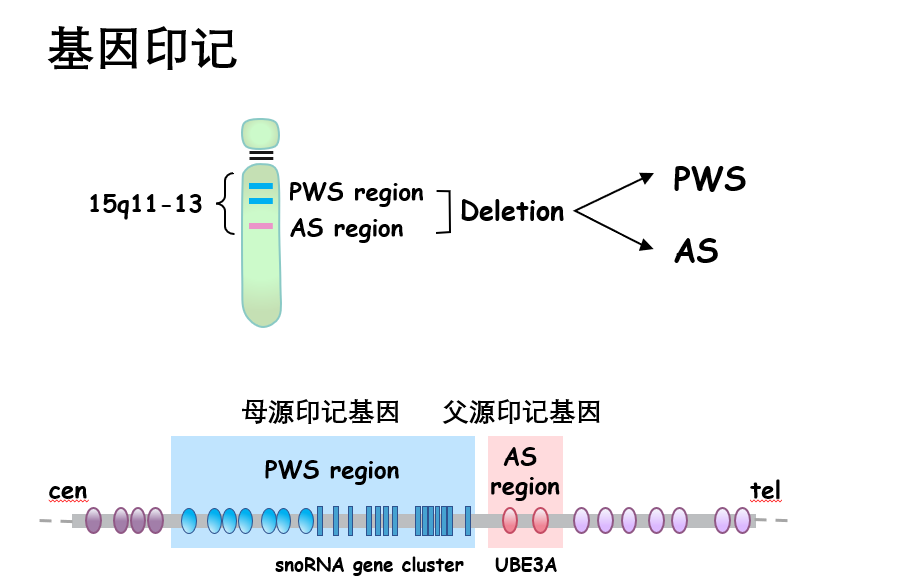 基因印记
15q11-13
PWS region
AS region
Deletion
PWS
AS
母源印记基因
父源印记基因
PWS region
AS
region
cen
tel
snoRNA gene cluster
UBE3A